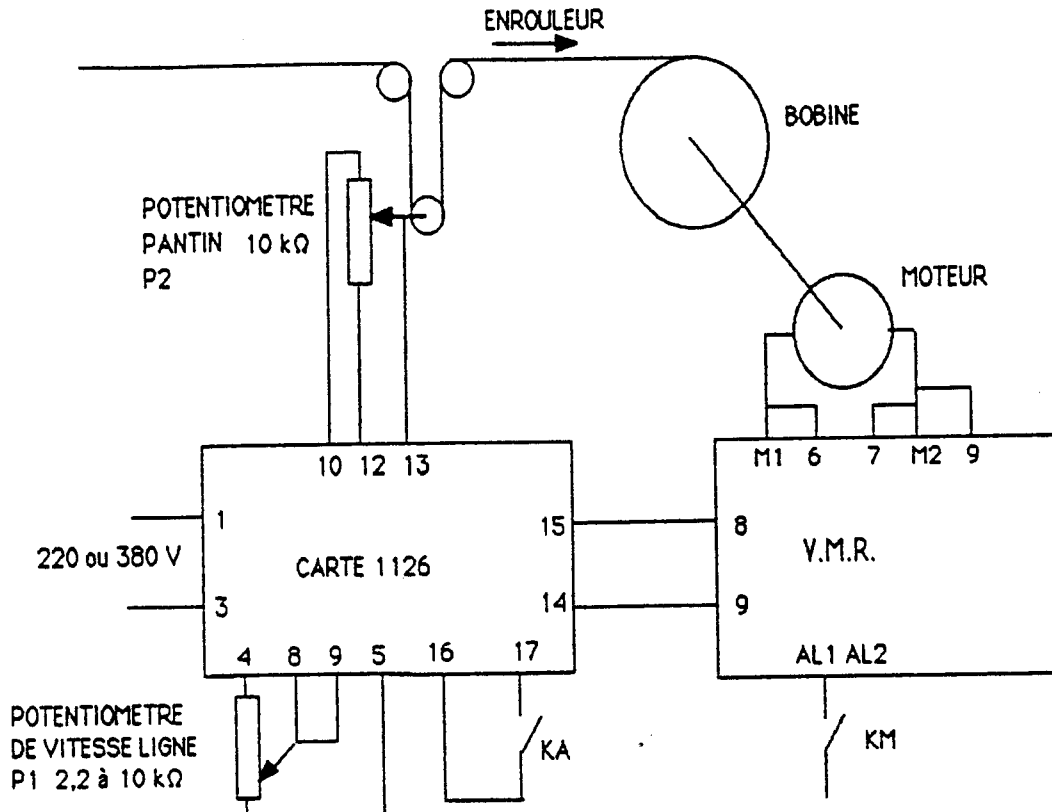 ENROULEUR
BOBINE
POTENTIOMETRE
PANTIN 10 kΩ
P2
MOTEUR
10 12 13
M1 6 7 M2 9
1
15
8
220 ou 380 V
CARTE 1126
V.M.R.
3
14
9
4 8 9 5 16 17
AL1 AL2
POTENTIOMETRE
DE VITESSE LIGNE
P1 2,2 à 10 kΩ
KA
KM